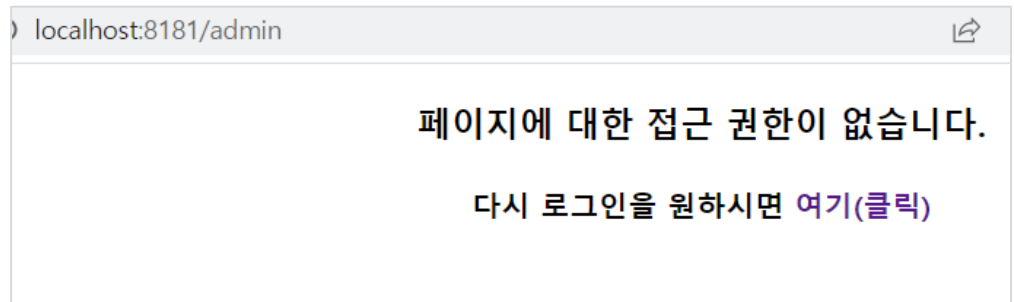 localhost:8181/admin
페이지에 대한 접근 권한이 없습니다.
다시 로그인을 원하시면 여기(클릭)